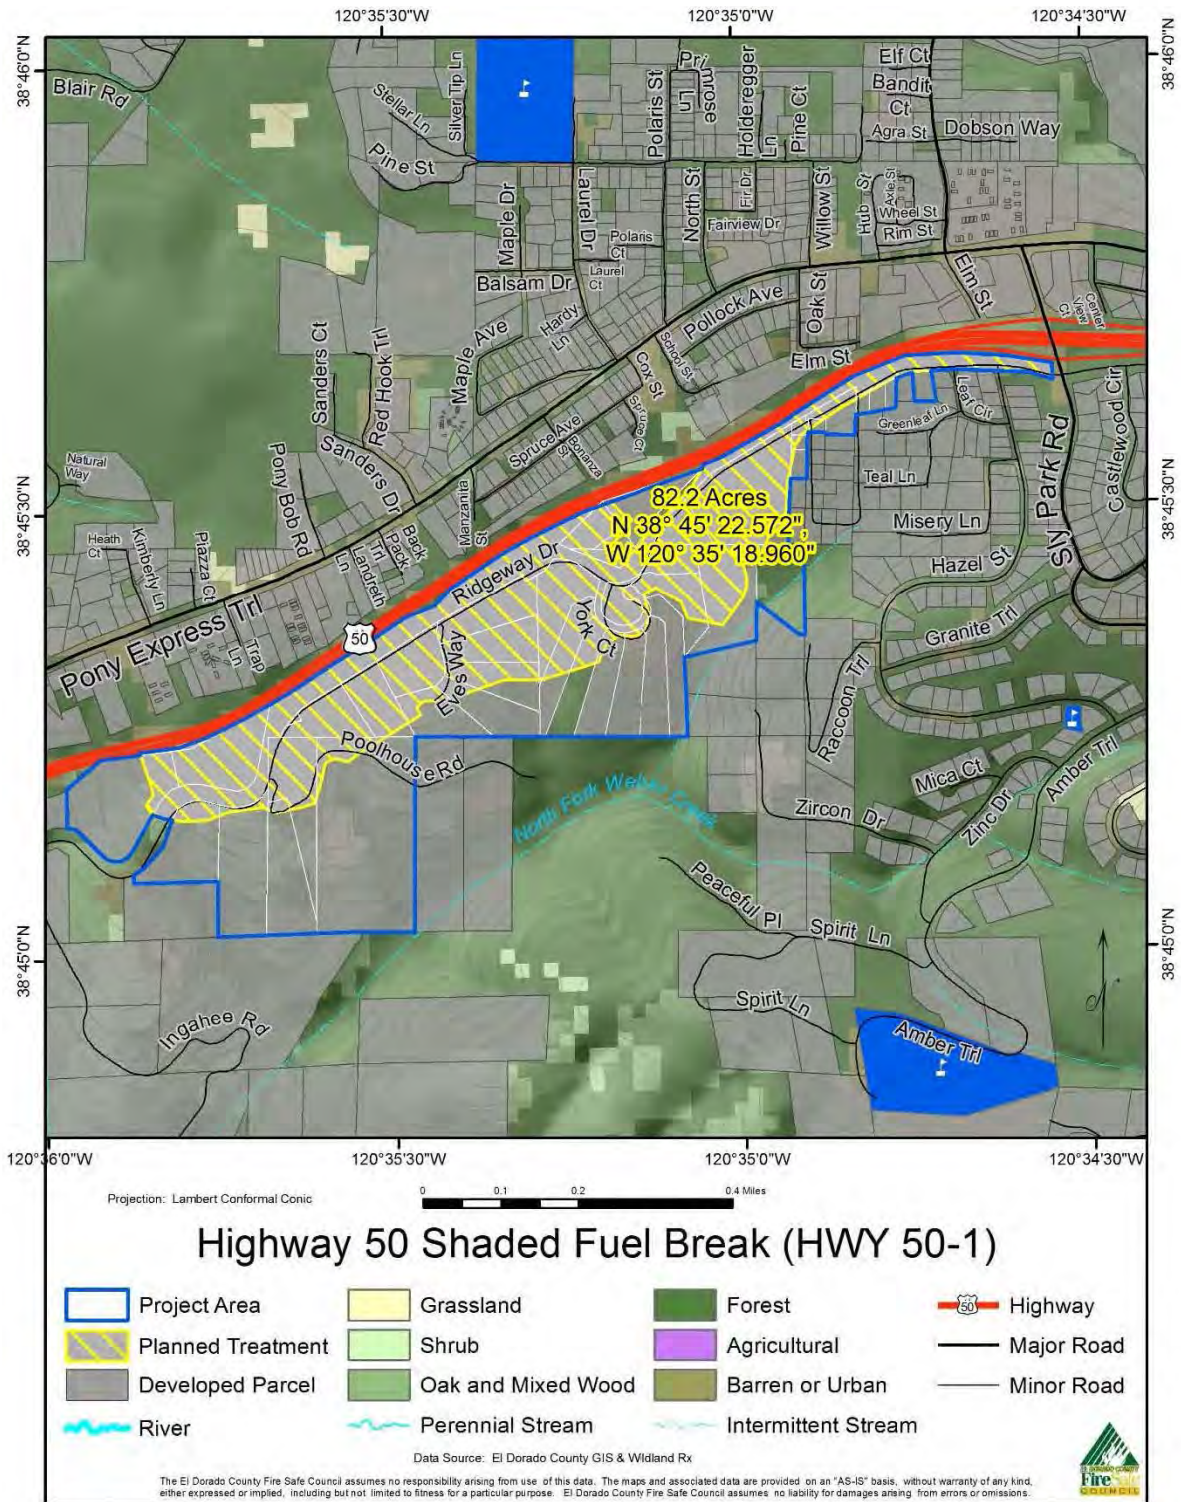 120°35'30"W
120°35'0"W
120°34'30"W
38°46'0"N
38°46'0"N
Blair Rd
Stellar Ln
Silver Tip Ln
Pine St
Polaris St
Primrose Ln
Holderegger Ln
Pine Ct
Elf Ct
Bandit Ct
Agra St
Dobson Way
Maple Dr
Laurel Dr
Polaris Ct
Laurel Ct
North St
Fir Dr
Fairview Dr
Willow St
Hub St
Axle St
Wheel St
Rim St
Balsam Dr
Hardy Ln
Pollock Ave
Oak St
Elm St
Elm St
Center View Ct
Sanders Ct
Red Hook Trl
Maple Ave
School St
Cox St
Spruce Ct
Spruce Ave
Bonanza St
Sanders Dr
Pony Bob Rd
Manzanita St
Natural Way
Heath Ct
Kimberly Ln
Piazza Ct
Trap Ln
Landreth Ln
Back Pack Trl
Pony Express Trl
50
Leaf Cir
Greenleaf Ln
Teal Ln
Misery Ln
Hazel St
Sly Park Rd
Castlewood Cir
38°45'30"N
38°45'30"N
82.2 Acres
N 38° 45' 22.572",
W 120° 35' 18.960"
Ridgeway Dr
York Ct
Eves Way
Poolhouse Rd
Granite Trl
Raccoon Trl
Mica Ct
Amber Trl
Zinc Dr
Zircon Dr
North Fork Weber Creek
Peaceful Pl
Spirit Ln
Spirit Ln
Amber Trl
Ingahee Rd
38°45'0"N
38°45'0"N
120°36'0"W
120°35'30"W
120°35'0"W
120°34'30"W
Projection: Lambert Conformal Conic
0 0.1 0.2 0.4 Miles
Highway 50 Shaded Fuel Break (HWY 50-1)
Project Area
Grassland
Forest
50 Highway
Planned Treatment
Shrub
Agricultural
Major Road
Developed Parcel
Oak and Mixed Wood
Barren or Urban
Minor Road
River
Perennial Stream
Intermittent Stream
Data Source: El Dorado County GIS & Wildland Rx
The El Dorado County Fire Safe Council assumes no responsibility arising from use of this data. The maps and associated data are provided on an "AS-IS" basis, without warranty of any kind,
either expressed or implied, including but not limited to fitness for a particular purpose. El Dorado County Fire Safe Council assumes no liability for damages arising from errors or omissions.
EL DORADO COUNTY
Fire Safe
COUNCIL